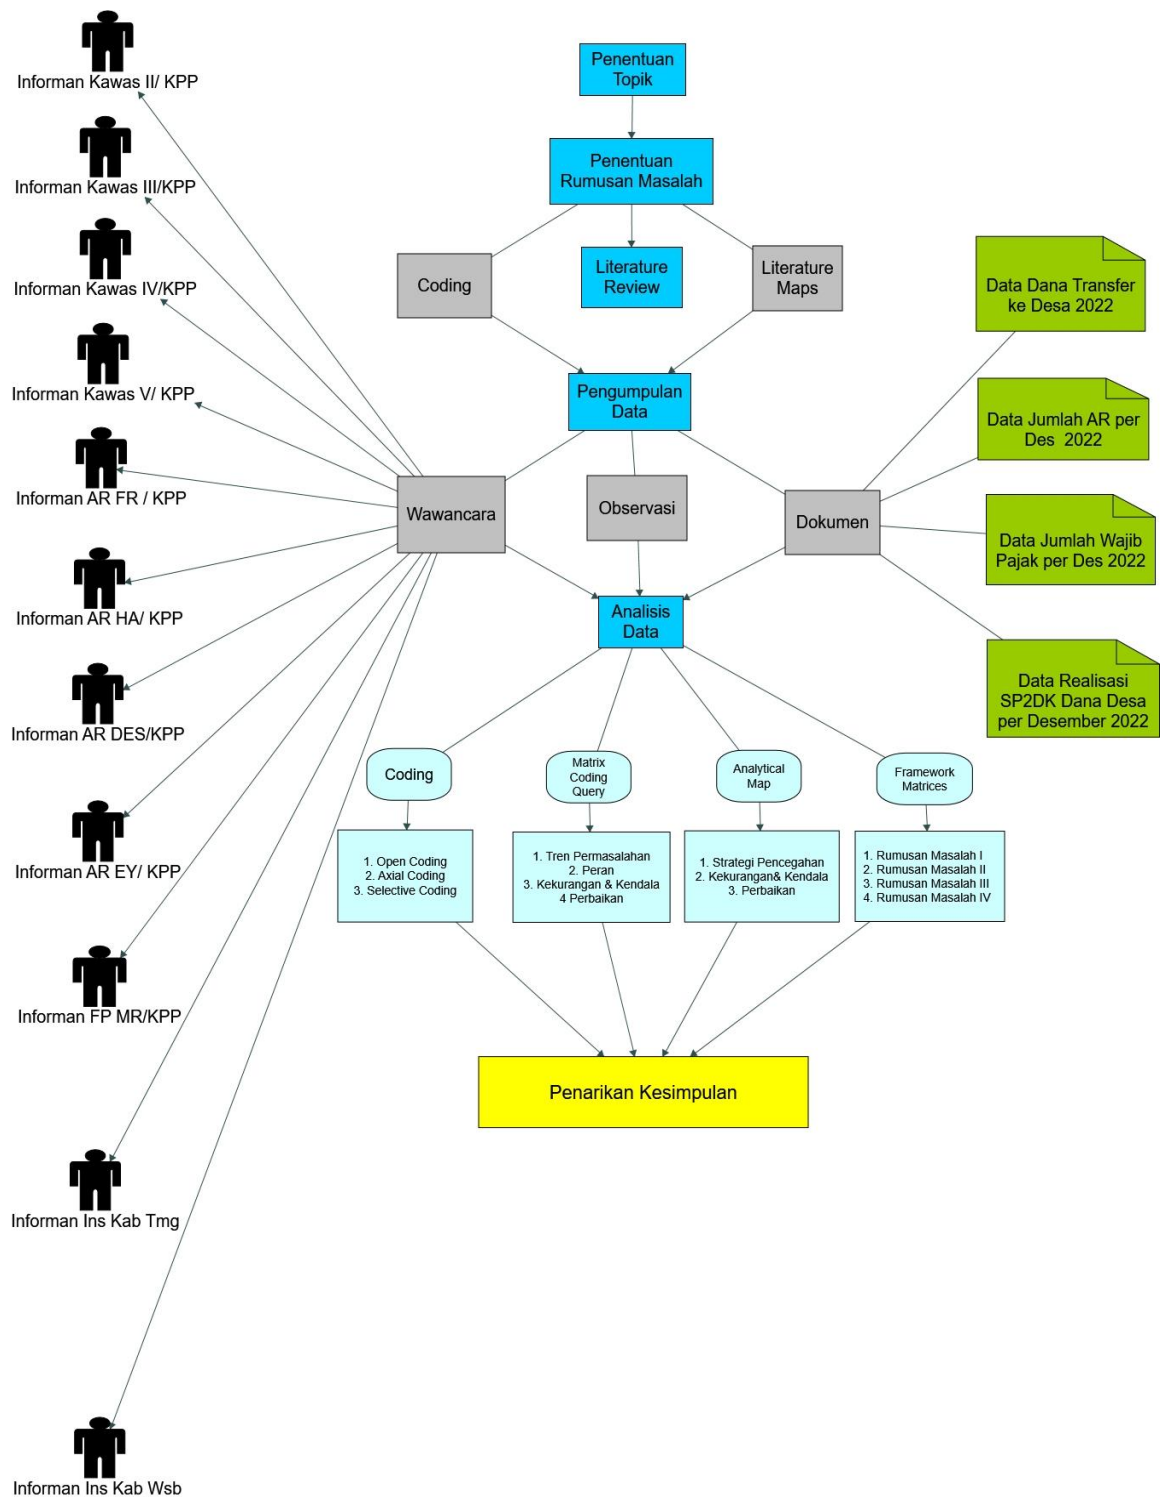 Informan Kawas II/ KPP
Informan Kawas III/KPP
Informan Kawas IV/KPP
Informan Kawas V/ KPP
Informan AR FR / KPP
Informan AR HA/ KPP
Informan AR DES/KPP
Informan AR EY/ KPP
Informan FP MR/KPP
Informan Ins Kab Tmg
Informan Ins Kab Wsb
Penentuan
Topik
Penentuan
Rumusan Masalah
Coding
Literature
Review
Literature
Maps
Pengumpulan
Data
Wawancara
Observasi
Dokumen
Data Dana Transfer
ke Desa 2022
Data Jumlah AR per
Des 2022
Data Jumlah Wajib
Pajak per Des 2022
Data Realisasi
SP2DK Dana Desa
per Desember 2022
Analisis
Data
Coding
Matrix
Coding
Query
Analytical
Map
Framework
Matrices
1. Open Coding
2. Axial Coding
3. Selective Coding
1. Tren Permasalahan
2. Peran
3. Kekurangan & Kendala
4 Perbaikan
1. Strategi Pencegahan
2. Kekurangan& Kendala
3. Perbaikan
1. Rumusan Masalah I
2. Rumusan Masalah II
3. Rumusan Masalah III
4. Rumusan Masalah IV
Penarikan Kesimpulan